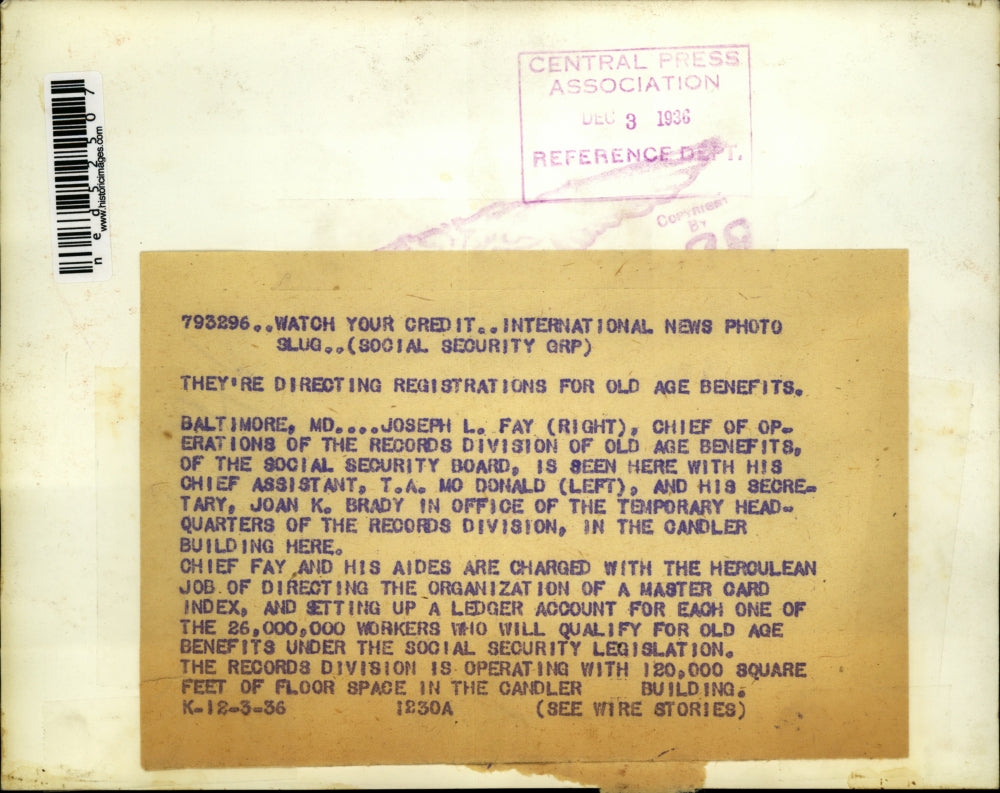 CENTRAL PRESS
ASSOCIATION
DEC 3 1936
REFERENCE DEPT.
COPYRIGHT
BY
ned52507
www.historicimages.com
793296..WATCH YOUR CREDIT..INTERNATIONAL NEWS PHOTO
SLUG..(SOCIAL SECURITY GRP)
THEY'RE DIRECTING REGISTRATIONS FOR OLD AGE BENEFITS.
BALTIMORE, MD....JOSEPH L. FAY (RIGHT), CHIEF OF OP-
ERATIONS OF THE RECORDS DIVISION OF OLD AGE BENEFITS,
OF THE SOCIAL SECURITY BOARD, IS SEEN HERE WITH HIS
CHIEF ASSISTANT, T.A. MC DONALD (LEFT), AND HIS SECRE-
TARY, JOAN K. BRADY IN OFFICE OF THE TEMPORARY HEAD-
QUARTERS OF THE RECORDS DIVISION, IN THE CANDLER
BUILDING HERE.
CHIEF FAY AND HIS AIDES ARE CHARGED WITH THE HERCULEAN
JOB OF DIRECTING THE ORGANIZATION OF A MASTER CARD
INDEX, AND SETTING UP A LEDGER ACCOUNT FOR EACH ONE OF
THE 26,000,000 WORKERS WHO WILL QUALIFY FOR OLD AGE
BENEFITS UNDER THE SOCIAL SECURITY LEGISLATION.
THE RECORDS DIVISION IS OPERATING WITH 120,000 SQUARE
FEET OF FLOOR SPACE IN THE CANDLER BUILDING.
K-12-3-36 1230A (SEE WIRE STORIES)